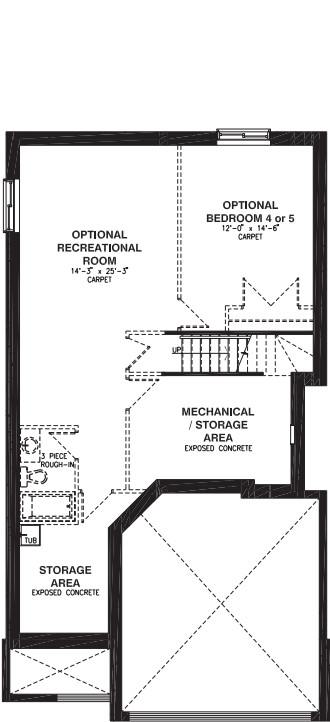 OPTIONAL
BEDROOM 4 or 5
12'-0" x 14'-6"
CARPET
OPTIONAL
RECREATIONAL
ROOM
14'-3" x 25'-3"
CARPET
UP
MECHANICAL
/ STORAGE
AREA
EXPOSED CONCRETE
3 PIECE
ROUGH-IN
TUB
STORAGE
AREA
EXPOSED CONCRETE